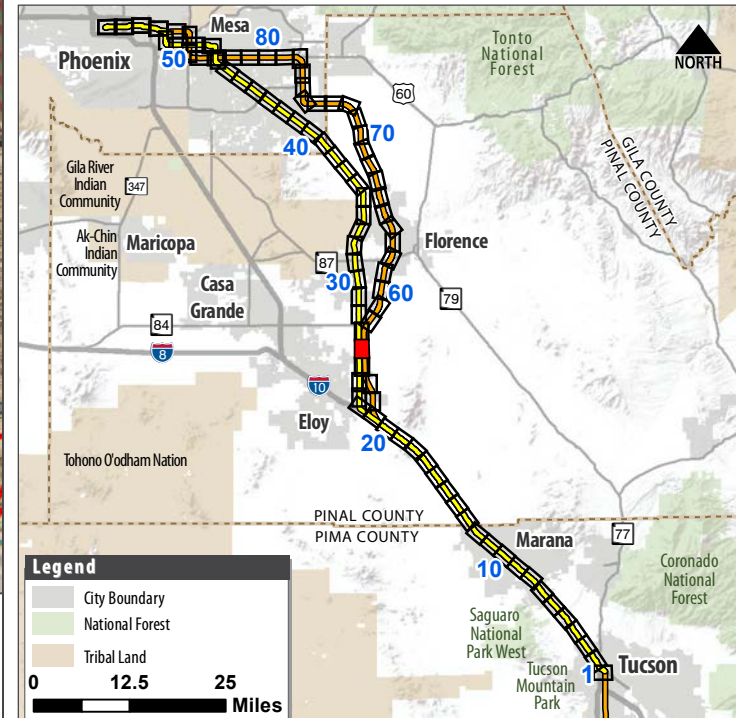 Mesa
80
Phoenix
50
Tonto
National
Forest
NORTH
60
70
40
GILA COUNTY
PINAL COUNTY
Gila River
Indian
Community
347
Ak-Chin
Indian
Community
Maricopa
87
Florence
Casa
Grande
30
60
79
84
8
10
Eloy
20
Tohono O'odham Nation
PINAL COUNTY
PIMA COUNTY
Marana
77
10
Coronado
National
Forest
Saguaro
National
Park West
Tucson
Mountain
Park
1
Tucson
Legend
City Boundary
National Forest
Tribal Land
0 12.5 25
Miles